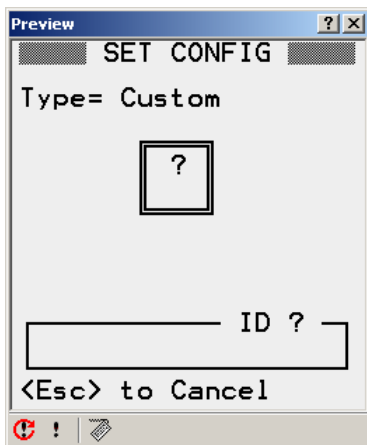 Preview
SET CONFIG
Type= Custom
?
ID ?
<Esc> to Cancel